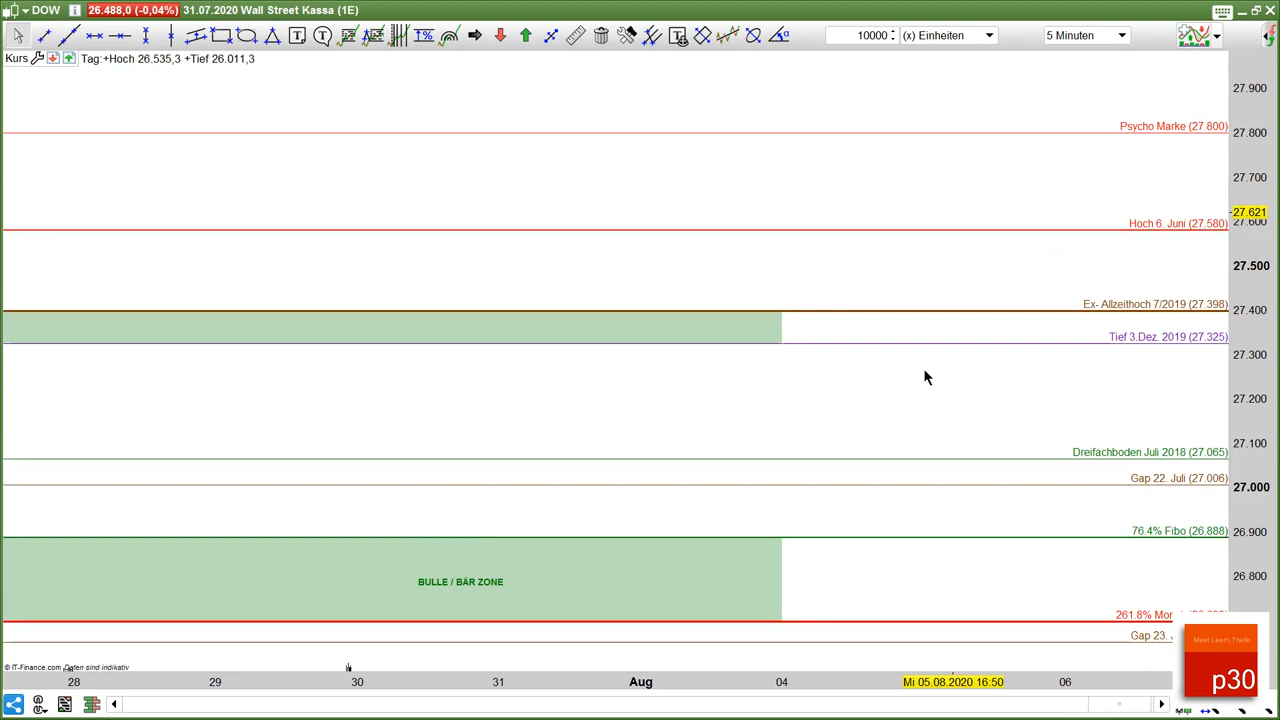 DOW 26.488,0 (-0,04%) 31.07.2020 Wall Street Kassa (1E)
10000 (x) Einheiten 5 Minuten
Kurs Tag:+Hoch 26.535,3 +Tief 26.011,3
27.900
Psycho Marke (27.800)
27.800
27.700
27.621
27.600
Hoch 6. Juni (27.580)
27.500
Ex- Allzeithoch 7/2019 (27.398)
27.400
Tief 3.Dez. 2019 (27.325)
27.300
27.200
27.100
Dreifachboden Juli 2018 (27.065)
Gap 22. Juli (27.006)
27.000
76.4% Fibo (26.888)
26.900
BULLE / BÄR ZONE
26.800
261.8%
Gap 23.
Meet.Learn.Trade
p30
© IT-Finance.com Daten sind indikativ
28 29 30 31 Aug 04 Mi 05.08.2020 16:50 06